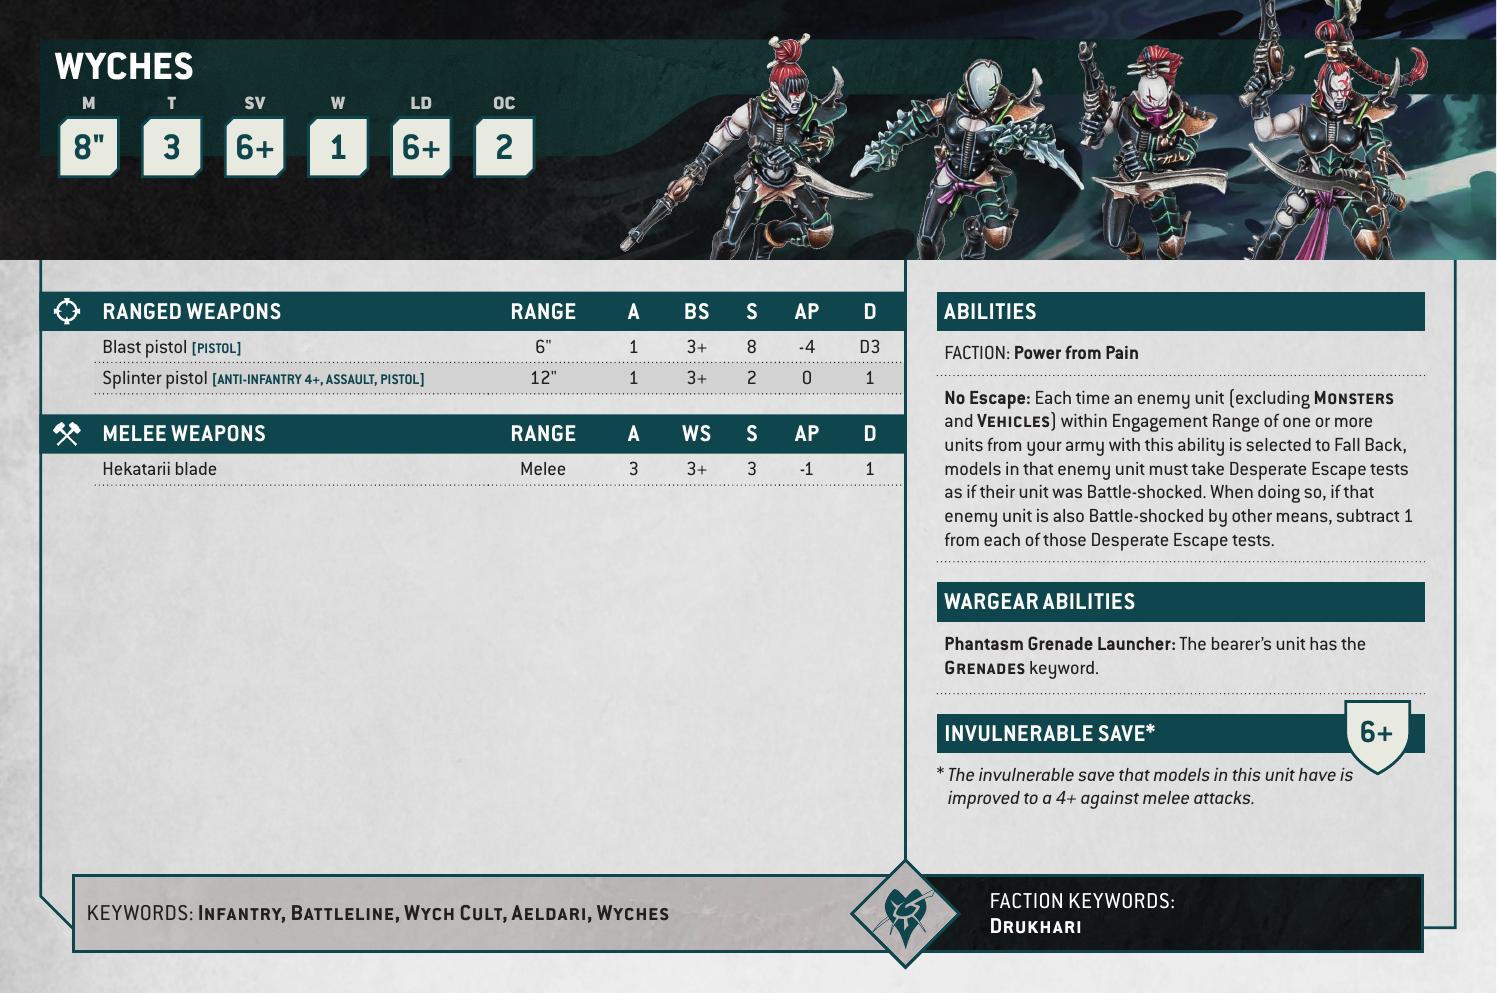 WYCHES
M T SV W LD OC
8" 3 6+ 1 6+ 2
RANGED WEAPONS RANGE A BS S AP D
Blast pistol [PISTOL] 6" 1 3+ 8 -4 D3
Splinter pistol [ANTI-INFANTRY 4+, ASSAULT, PISTOL] 12" 1 3+ 2 0 1
MELEE WEAPONS RANGE A WS S AP D
Hekatarii blade Melee 3 3+ 3 -1 1
ABILITIES
FACTION: Power from Pain
No Escape: Each time an enemy unit (excluding MONSTERS
and VEHICLES) within Engagement Range of one or more
units from your army with this ability is selected to Fall Back,
models in that enemy unit must take Desperate Escape tests
as if their unit was Battle-shocked. When doing so, if that
enemy unit is also Battle-shocked by other means, subtract 1
from each of those Desperate Escape tests.
WARGEAR ABILITIES
Phantasm Grenade Launcher: The bearer’s unit has the
GRENADES keyword.
INVULNERABLE SAVE* 6+
* The invulnerable save that models in this unit have is
improved to a 4+ against melee attacks.
KEYWORDS: INFANTRY, BATTLELINE, WYCH CULT, AELDARI, WYCHES
FACTION KEYWORDS:
DRUKHARI